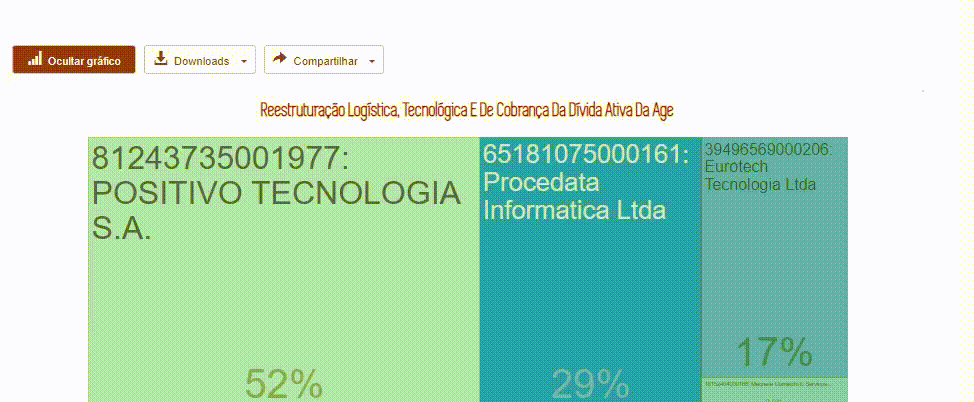 Ocultar gráfico
Downloads
Compartilhar
Reestruturação Logística, Tecnológica E De Cobrança Da Dívida Ativa Da Age
81243735001977:
POSITIVO TECNOLOGIA
S.A.
52%
65181075000161:
Procedata
Informatica Ltda
29%
39496569000206:
Eurotech
Tecnologia Ltda
17%